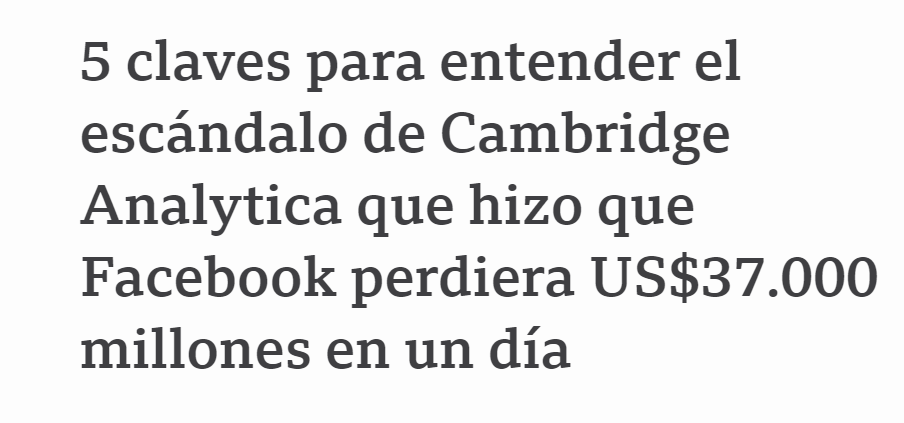 5 claves para entender el
escándalo de Cambridge
Analytica que hizo que
Facebook perdiera US$37.000
millones en un día